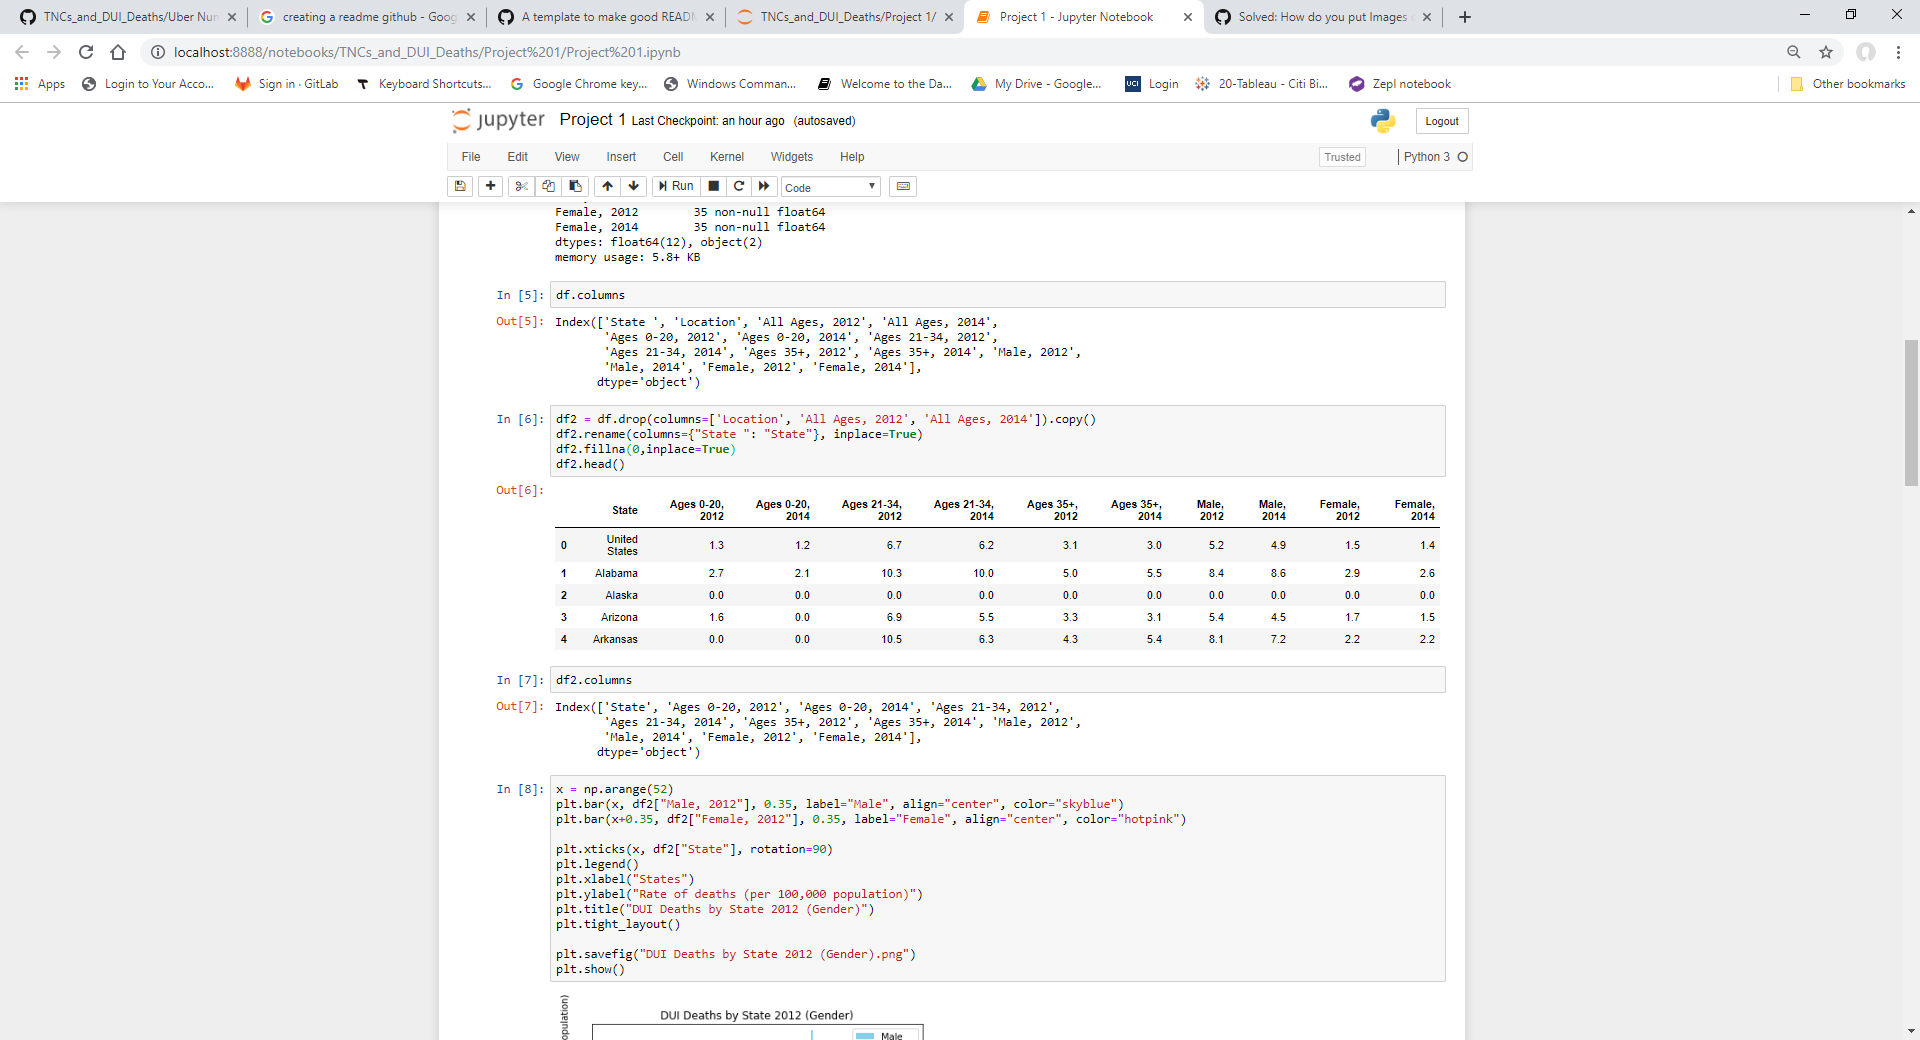 TNCs_and_DUI_Deaths/Uber Nun
creating a readme github - Goog
A template to make good READM
TNCs_and_DUI_Deaths/Project 1/
Project 1 - Jupyter Notebook
Solved: How do you put Images
localhost:8888/notebooks/TNCs_and_DUI_Deaths/Project%201/Project%201.ipynb
Apps Login to Your Acco... Sign in · GitLab Keyboard Shortcuts... Google Chrome key... Windows Comman... Welcome to the Da... My Drive - Google... UCI Login 20-Tableau - Citi Bi... Zepl notebook Other bookmarks
jupyter Project 1 Last Checkpoint: an hour ago (autosaved) Logout
File Edit View Insert Cell Kernel Widgets Help Trusted Python 3
Run Code
Female, 2012 35 non-null float64
Female, 2014 35 non-null float64
dtypes: float64(12), object(2)
memory usage: 5.8+ KB
In [5]: df.columns
Out[5]: Index(['State ', 'Location', 'All Ages, 2012', 'All Ages, 2014',
'Ages 0-20, 2012', 'Ages 0-20, 2014', 'Ages 21-34, 2012',
'Ages 21-34, 2014', 'Ages 35+, 2012', 'Ages 35+, 2014', 'Male, 2012',
'Male, 2014', 'Female, 2012', 'Female, 2014'],
dtype='object')
In [6]: df2 = df.drop(columns=['Location', 'All Ages, 2012', 'All Ages, 2014']).copy()
df2.rename(columns={"State ": "State"}, inplace=True)
df2.fillna(0,inplace=True)
df2.head()
Out[6]:
State Ages 0-20, 2012 Ages 0-20, 2014 Ages 21-34, 2012 Ages 21-34, 2014 Ages 35+, 2012 Ages 35+, 2014 Male, 2012 Male, 2014 Female, 2012 Female, 2014
0 United States 1.3 1.2 6.7 6.2 3.1 3.0 5.2 4.9 1.5 1.4
1 Alabama 2.7 2.1 10.3 10.0 5.0 5.5 8.4 8.6 2.9 2.6
2 Alaska 0.0 0.0 0.0 0.0 0.0 0.0 0.0 0.0 0.0 0.0
3 Arizona 1.6 0.0 6.9 5.5 3.3 3.1 5.4 4.5 1.7 1.5
4 Arkansas 0.0 0.0 10.5 6.3 4.3 5.4 8.1 7.2 2.2 2.2
In [7]: df2.columns
Out[7]: Index(['State', 'Ages 0-20, 2012', 'Ages 0-20, 2014', 'Ages 21-34, 2012',
'Ages 21-34, 2014', 'Ages 35+, 2012', 'Ages 35+, 2014', 'Male, 2012',
'Male, 2014', 'Female, 2012', 'Female, 2014'],
dtype='object')
In [8]: x = np.arange(52)
plt.bar(x, df2["Male, 2012"], 0.35, label="Male", align="center", color="skyblue")
plt.bar(x+0.35, df2["Female, 2012"], 0.35, label="Female", align="center", color="hotpink")
plt.xticks(x, df2["State"], rotation=90)
plt.legend()
plt.xlabel("States")
plt.ylabel("Rate of deaths (per 100,000 population)")
plt.title("DUI Deaths by State 2012 (Gender)")
plt.tight_layout()
plt.savefig("DUI Deaths by State 2012 (Gender).png")
plt.show()
opulation)
DUI Deaths by State 2012 (Gender)
Male